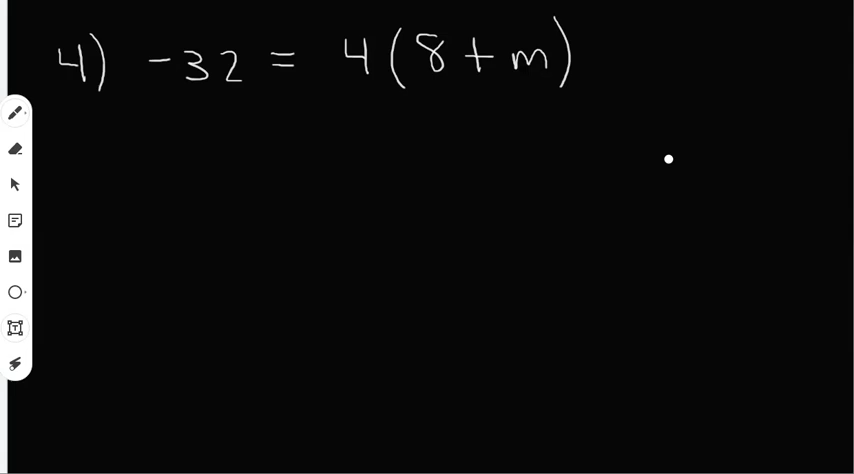 4) -32 = 4(8 + m)